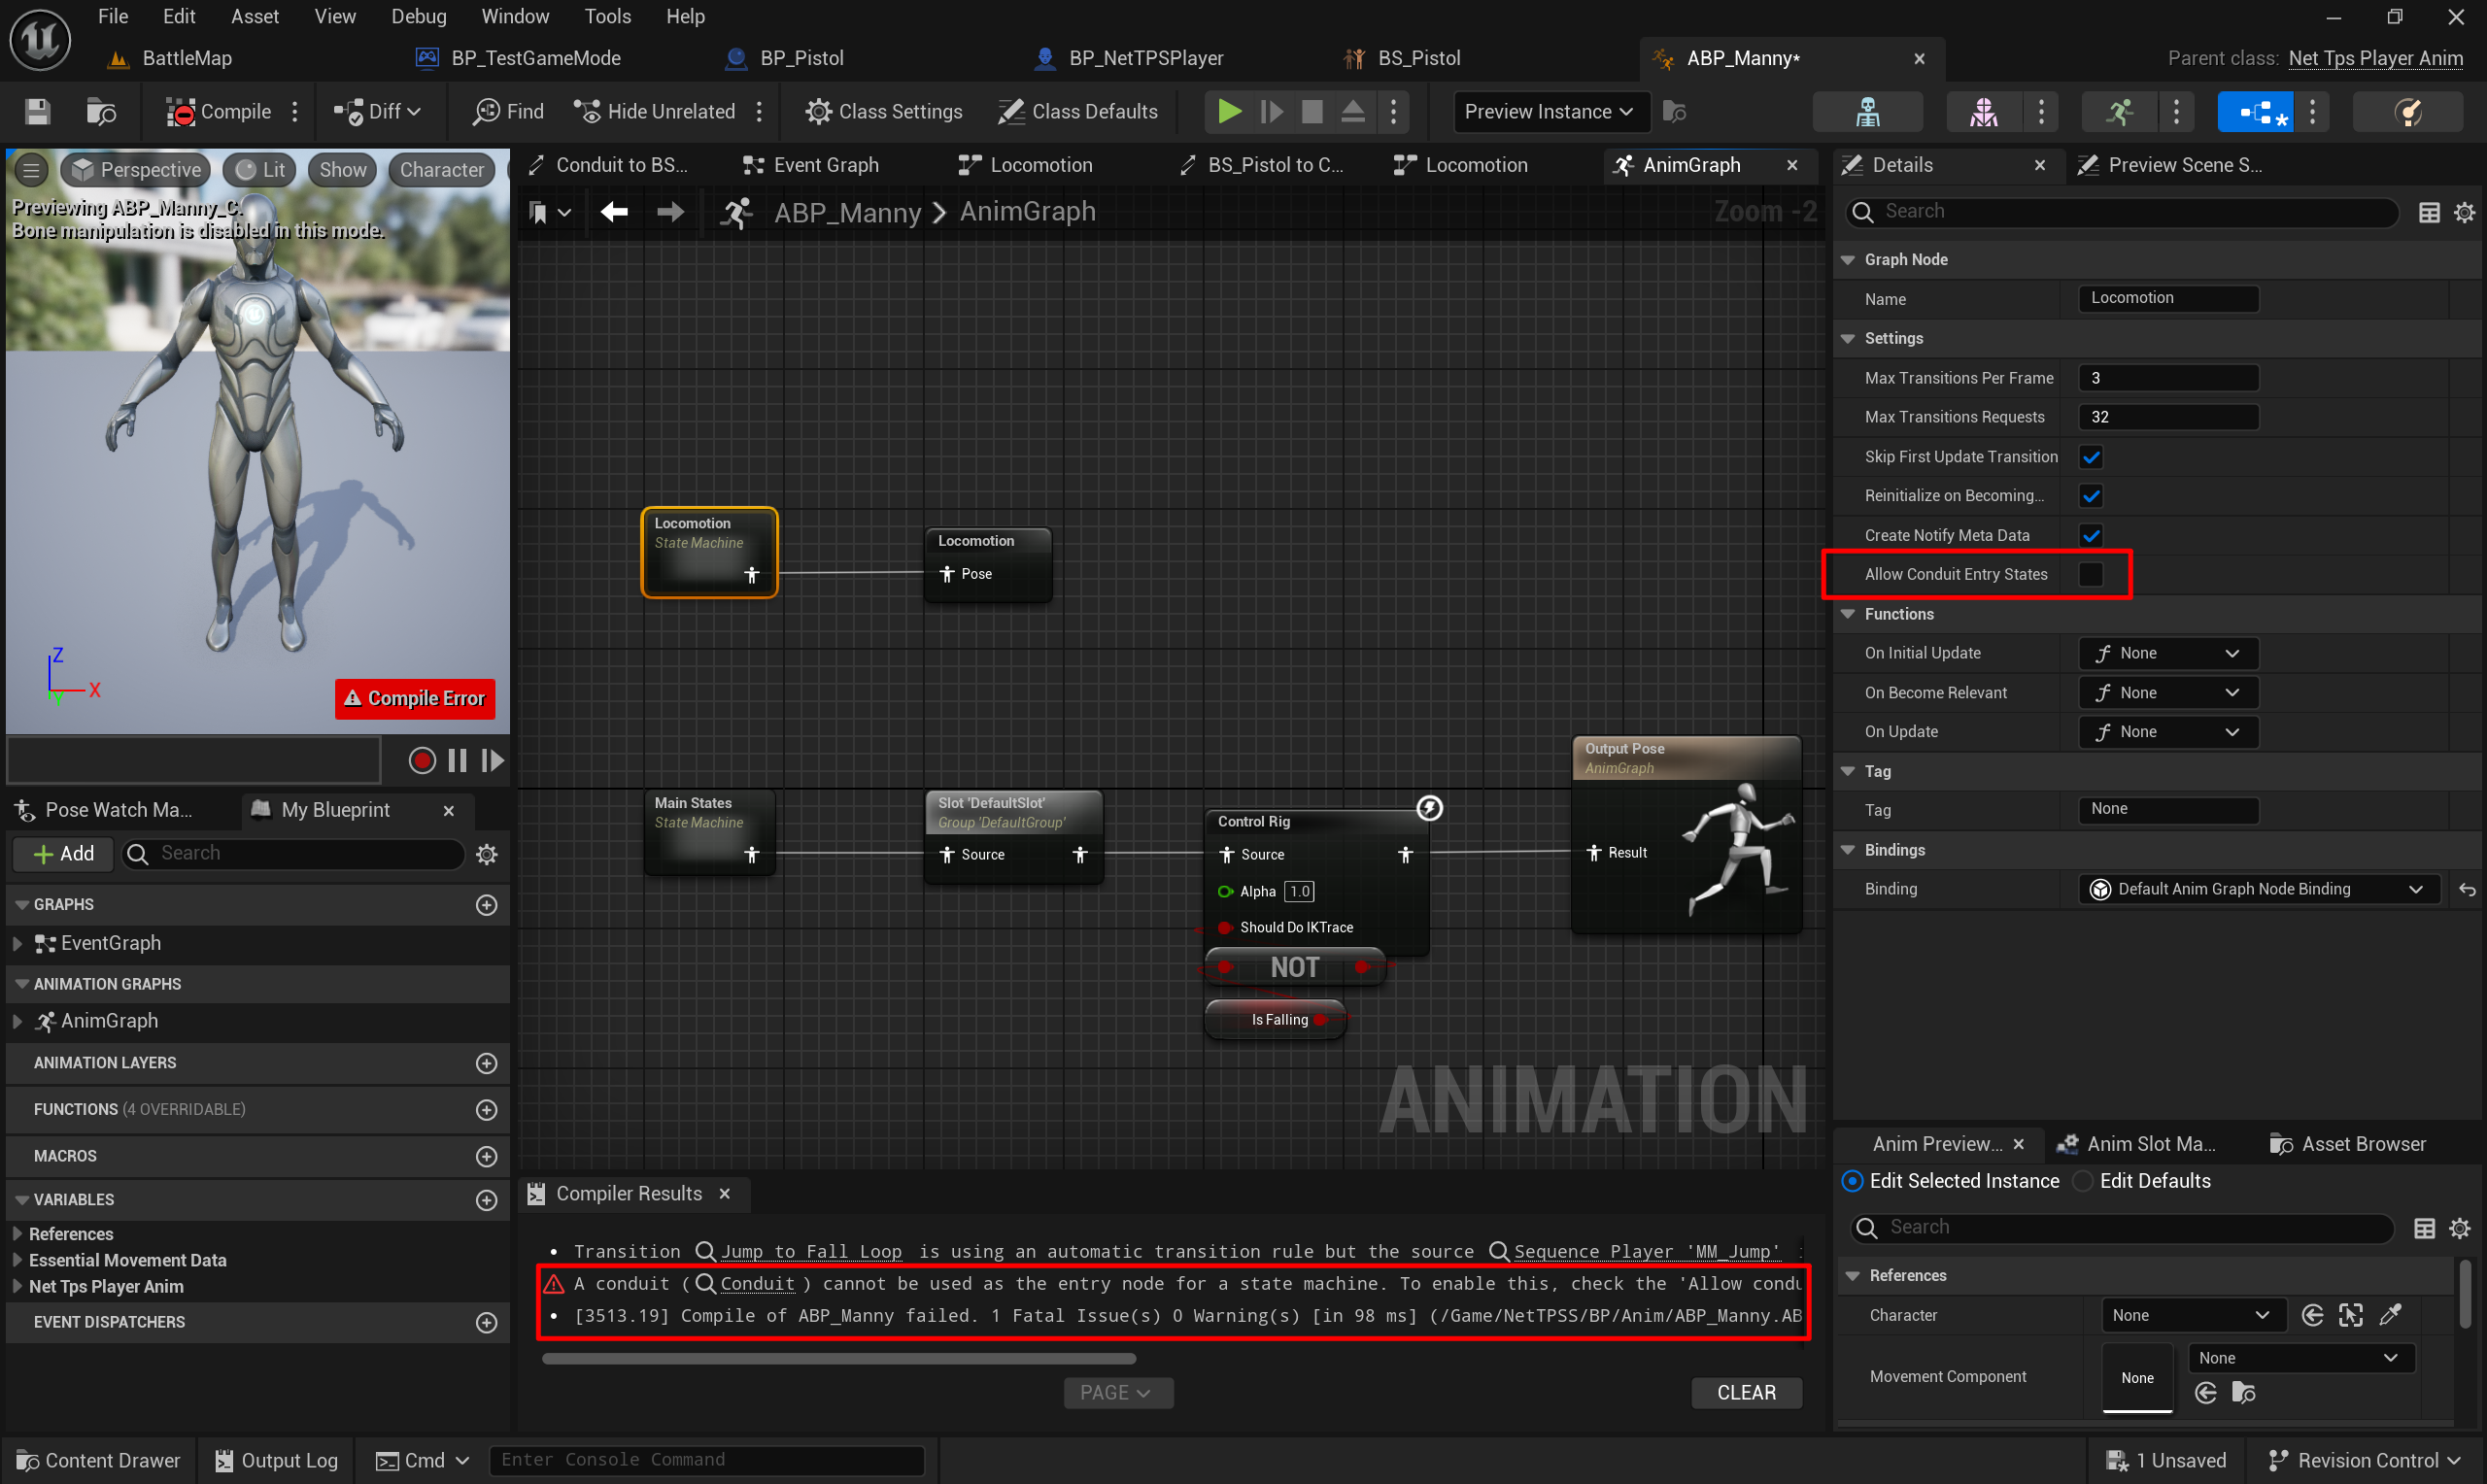 File Edit Asset View Debug Window Tools Help
BattleMap BP_TestGameMode BP_Pistol BP_NetTPSPlayer BS_Pistol ABP_Manny* Parent class: Net Tps Player Anim
Compile Diff Find Hide Unrelated Class Settings Class Defaults Preview Instance
Perspective Lit Show Character
Previewing ABP_Manny_C.
Bone manipulation is disabled in this mode.
Z
X
Y
Compile Error
Pose Watch Ma... My Blueprint
Add Search
GRAPHS
EventGraph
ANIMATION GRAPHS
AnimGraph
ANIMATION LAYERS
FUNCTIONS (4 OVERRIDABLE)
MACROS
VARIABLES
References
Essential Movement Data
Net Tps Player Anim
EVENT DISPATCHERS
Conduit to BS... Event Graph Locomotion BS_Pistol to C... Locomotion AnimGraph
ABP_Manny > AnimGraph Zoom -2
Locomotion
State Machine
Locomotion
Pose
Main States
State Machine
Slot 'DefaultSlot'
Group 'DefaultGroup'
Source
Control Rig
Source
Alpha 1.0
Should Do IKTrace
NOT
Is Falling
Output Pose
AnimGraph
Result
ANIMATION
Compiler Results
• Transition Jump to Fall Loop is using an automatic transition rule but the source Sequence Player 'MM_Jump'
A conduit ( Conduit ) cannot be used as the entry node for a state machine. To enable this, check the 'Allow condu
• [3513.19] Compile of ABP_Manny failed. 1 Fatal Issue(s) 0 Warning(s) [in 98 ms] (/Game/NetTPSS/BP/Anim/ABP_Manny.AB
PAGE CLEAR
Details Preview Scene S...
Search
Graph Node
Name Locomotion
Settings
Max Transitions Per Frame 3
Max Transitions Requests 32
Skip First Update Transition
Reinitialize on Becoming...
Create Notify Meta Data
Allow Conduit Entry States
Functions
On Initial Update None
On Become Relevant None
On Update None
Tag
Tag None
Bindings
Binding Default Anim Graph Node Binding
Anim Preview... Anim Slot Ma... Asset Browser
Edit Selected Instance Edit Defaults
Search
References
Character None
Movement Component None None
Content Drawer Output Log Cmd Enter Console Command 1 Unsaved Revision Control